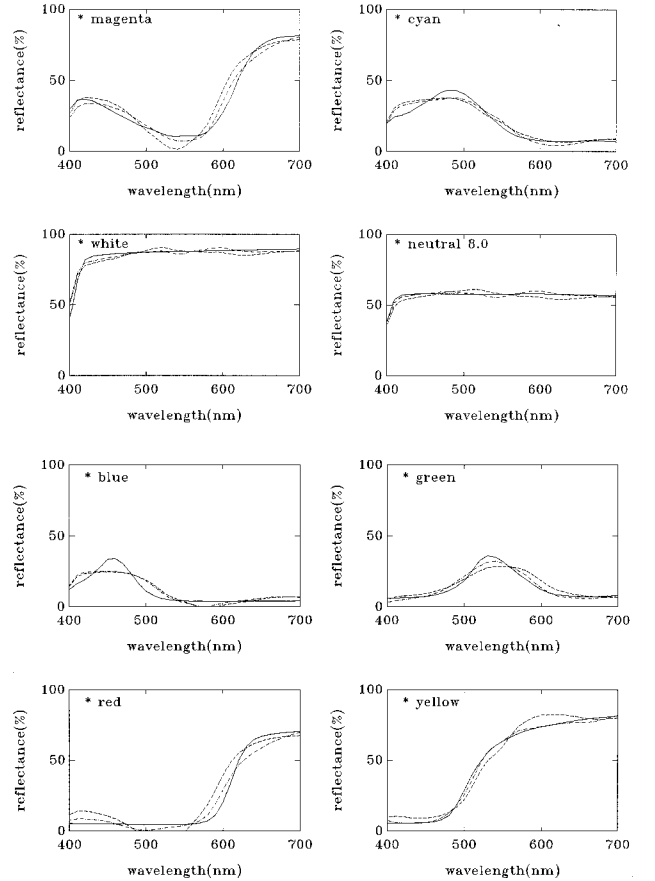 * magenta
reflectance(%)
100
50
0
400 500 600 700
wavelength(nm)
* cyan
reflectance(%)
100
50
0
400 500 600 700
wavelength(nm)
* white
reflectance(%)
100
50
0
400 500 600 700
wavelength(nm)
* neutral 8.0
reflectance(%)
100
50
0
400 500 600 700
wavelength(nm)
* blue
reflectance(%)
100
50
0
400 500 600 700
wavelength(nm)
* green
reflectance(%)
100
50
0
400 500 600 700
wavelength(nm)
* red
reflectance(%)
100
50
0
400 500 600 700
wavelength(nm)
* yellow
reflectance(%)
100
50
0
400 500 600 700
wavelength(nm)